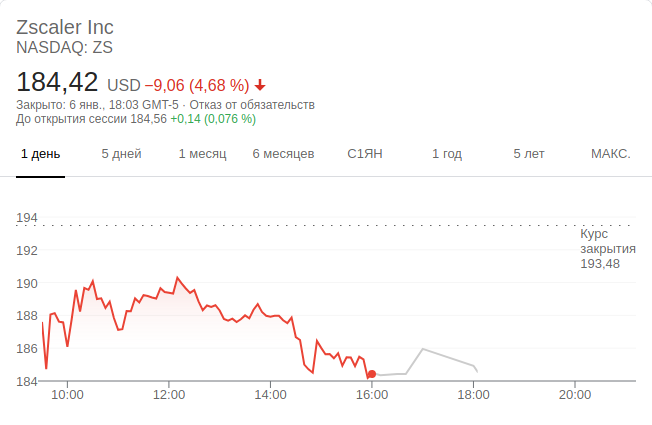 Zscaler Inc
NASDAQ: ZS
184,42 USD −9,06 (4,68 %)
Закрыто: 6 янв., 18:03 GMT-5 · Отказ от обязательств
До открытия сессии 184,56 +0,14 (0,076 %)
1 день 5 дней 1 месяц 6 месяцев С1ЯН 1 год 5 лет МАКС.
194
Курс
закрытия
193,48
192
190
188
186
184
10:00 12:00 14:00 16:00 18:00 20:00